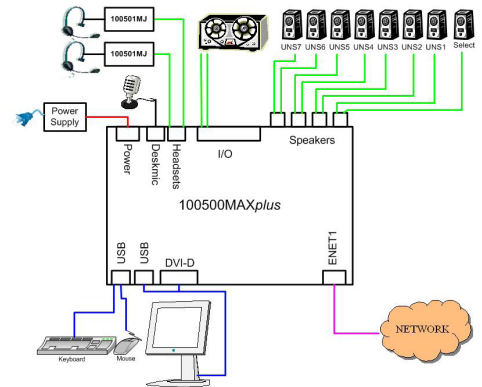 100501MJ
100501MJ
UNS7 UNS6 UNS5 UNS4 UNS3 UNS2 UNS1 Select
Power
Supply
Power
Deskmic
Headsets
I/O
Speakers
100500MAXplus
USB
USB
DVI-D
ENET1
Keyboard
Mouse
NETWORK